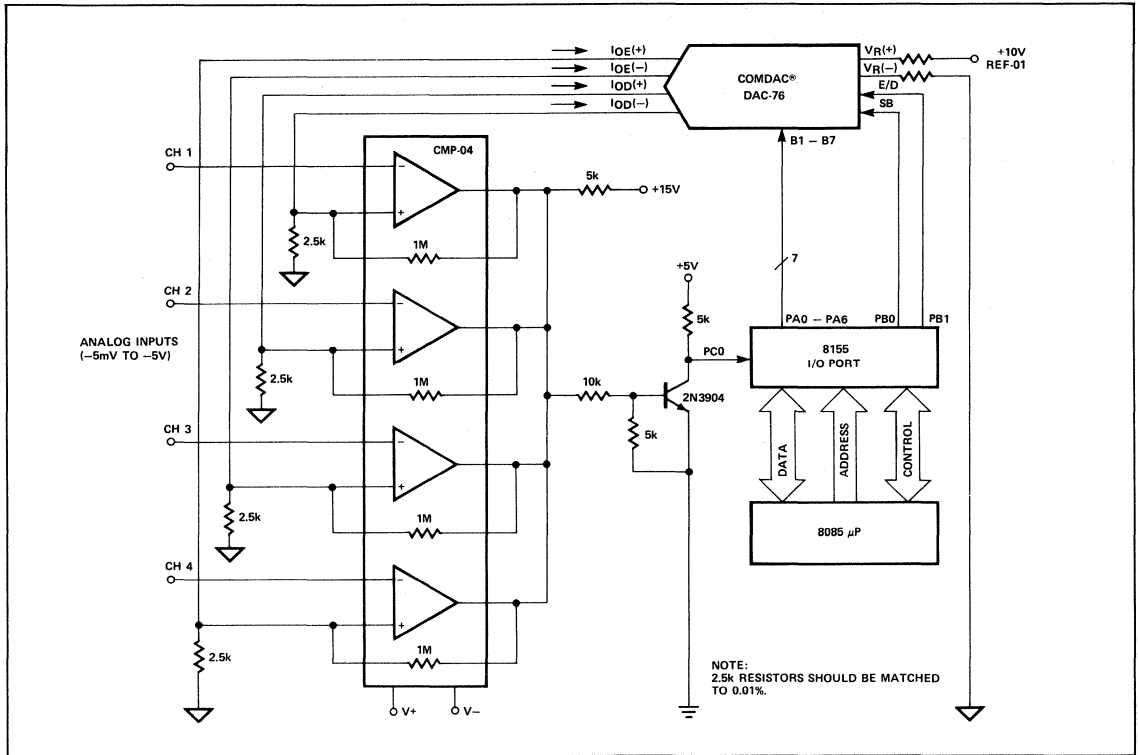 IOE(+)
IOE(−)
IOD(+)
IOD(−)
COMDAC®
DAC-76
VR(+)
VR(−)
E/D
SB
+10V
REF-01
B1 − B7
CH 1
CMP-04
5k
+15V
2.5k
1M
7
+5V
CH 2
5k
PA0 − PA6
PB0
PB1
ANALOG INPUTS
(−5mV TO −5V)
PC0
8155
I/O PORT
2.5k
1M
10k
2N3904
5k
CH 3
DATA
ADDRESS
CONTROL
2.5k
1M
8085 µP
CH 4
2.5k
1M
NOTE:
2.5k RESISTORS SHOULD BE MATCHED
TO 0.01%.
V+
V−
−
+
−
+
−
+
−
+